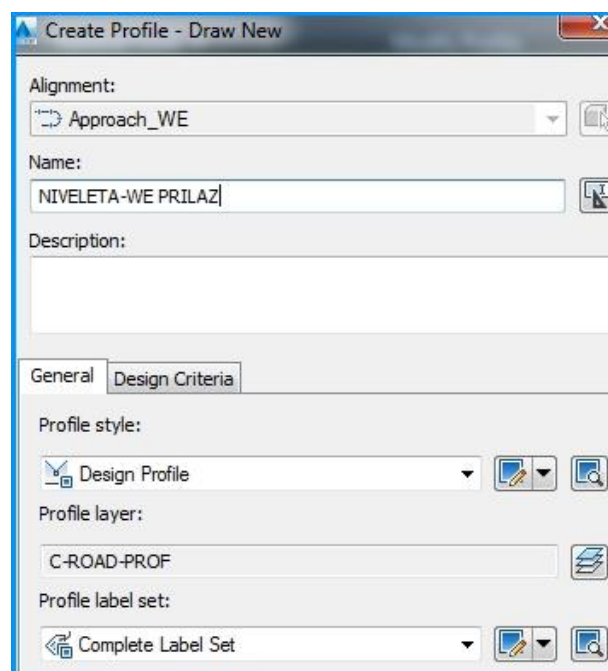 Create Profile - Draw New
Alignment:
Approach_WE
Name:
NIVELETA-WE PRILAZ
Description:
General Design Criteria
Profile style:
Design Profile
Profile layer:
C-ROAD-PROF
Profile label set:
Complete Label Set